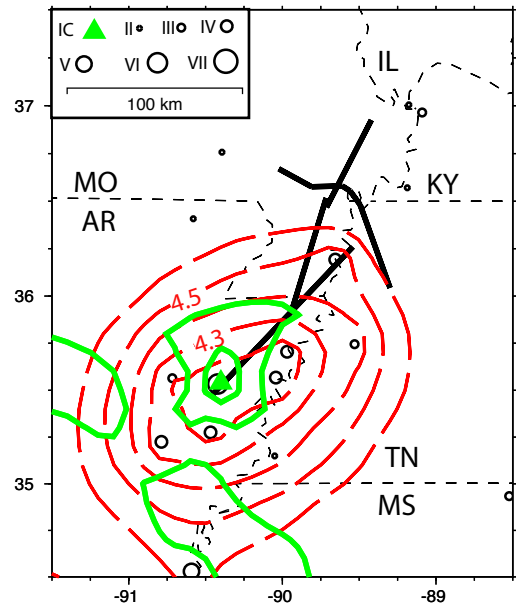 IC II III IV
V VI VII
100 km
IL
37
MO
KY
AR
4.5
36
4.3
TN
35
MS
-91 -90 -89